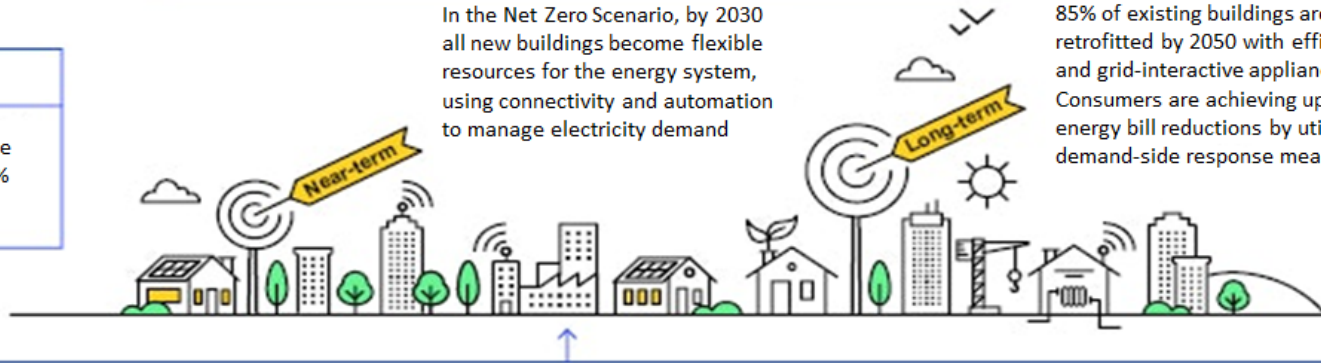 In the Net Zero Scenario, by 2030
all new buildings become flexible
resources for the energy system,
using connectivity and automation
to manage electricity demand
85% of existing buildings
retrofitted by 2050 with
and grid-interactive
Consumers are achieving
energy bill reductions by
demand-side response
%
Near-term
Long-term